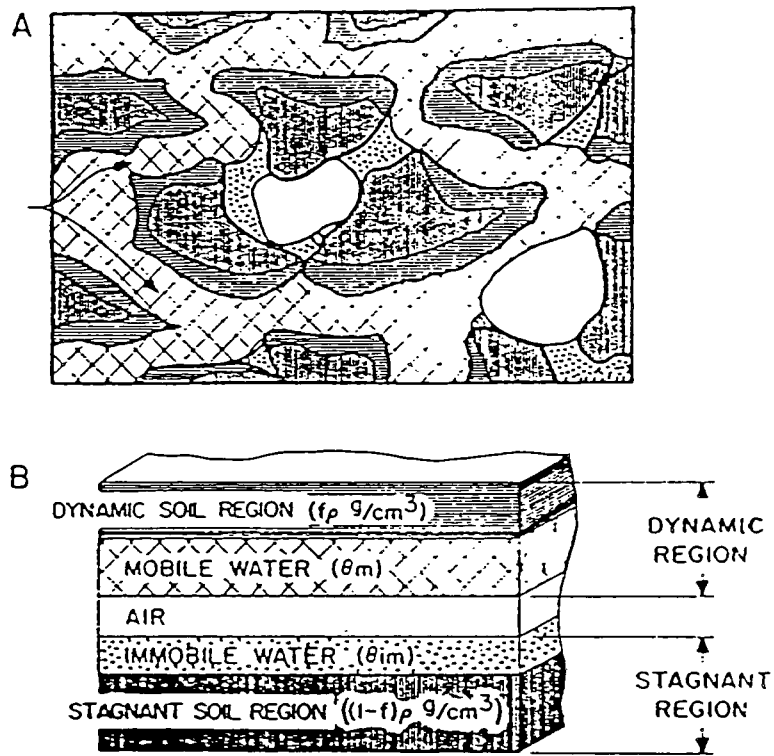 A
B
DYNAMIC SOIL REGION (fρ g/cm³)
MOBILE WATER (θm)
AIR
IMMOBILE WATER (θim)
STAGNANT SOIL REGION ((1-f)ρ g/cm³)
DYNAMIC
REGION
STAGNANT
REGION